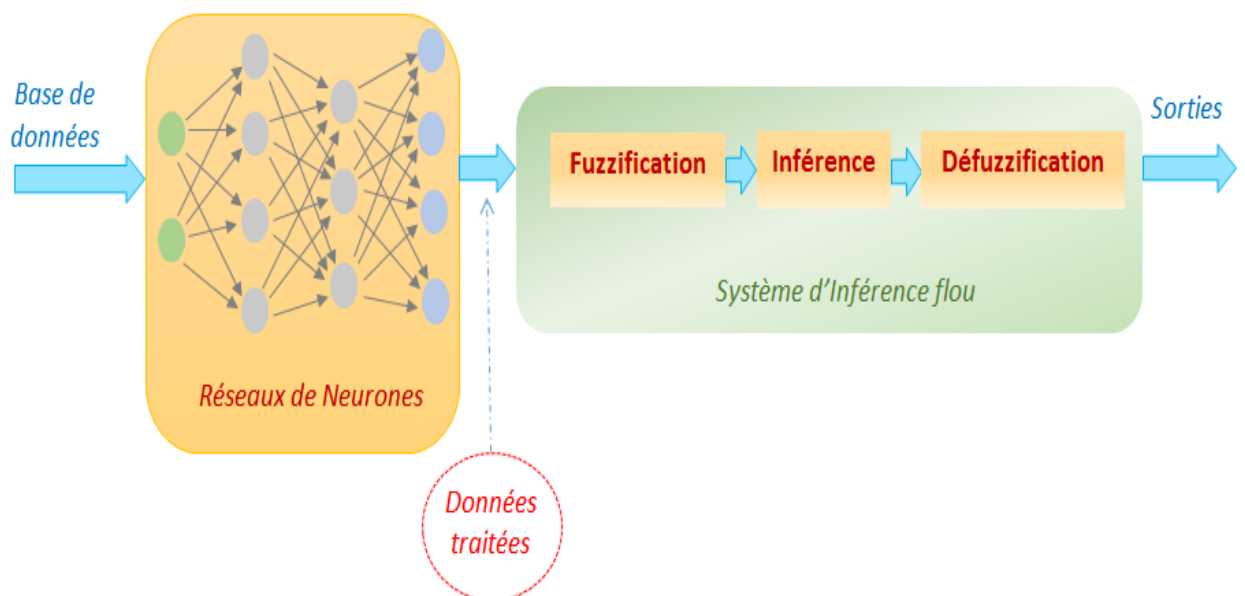 Base de
données
Réseaux de Neurones
Données
traitées
Fuzzification
Inférence
Défuzzification
Système d'Inférence flou
Sorties